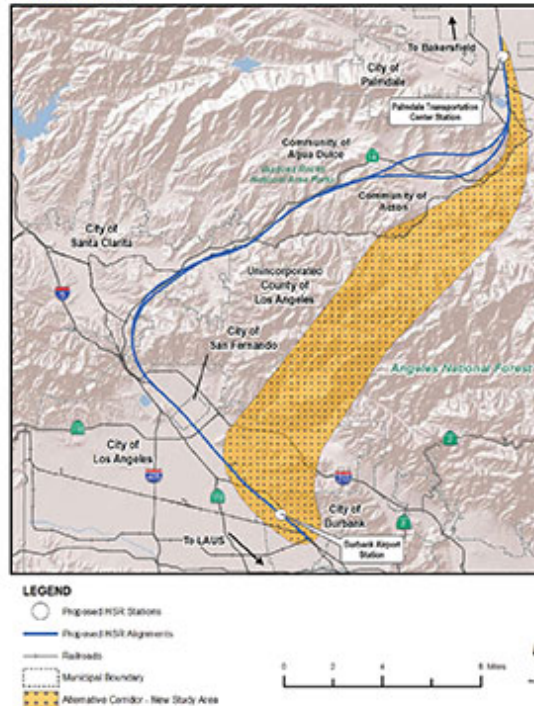 To Bakersfield
City of
Palmdale
Palmdale Transportation
Center Station
Community of
Agua Dulce
14
Community of
Acton
City of
Santa Clarita
Unincorporated
County of
Los Angeles
5
City of
San Fernando
Angeles National Forest
City of
Los Angeles
2
City of
Burbank
To LAUS
Burbank Airport
Station
LEGEND
Proposed HSR Stations
Proposed HSR Alignments
Railroads
Municipal Boundary
Alternative Corridor - New Study Area
0 2 4 8 Miles